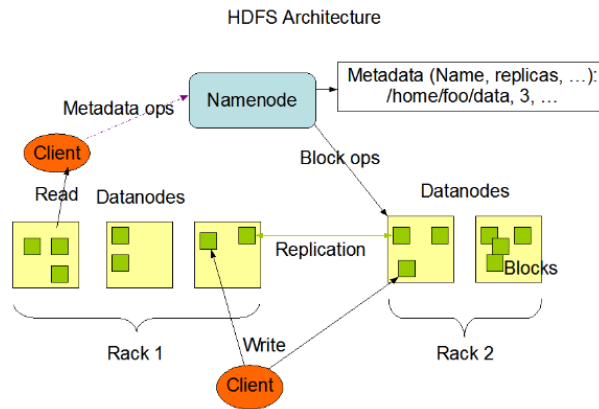 HDFS Architecture
Metadata (Name, replicas, …):
/home/foo/data, 3, …
Namenode
Metadata ops
Client
Block ops
Read
Datanodes
Datanodes
Replication
Blocks
Write
Rack 1
Rack 2
Client